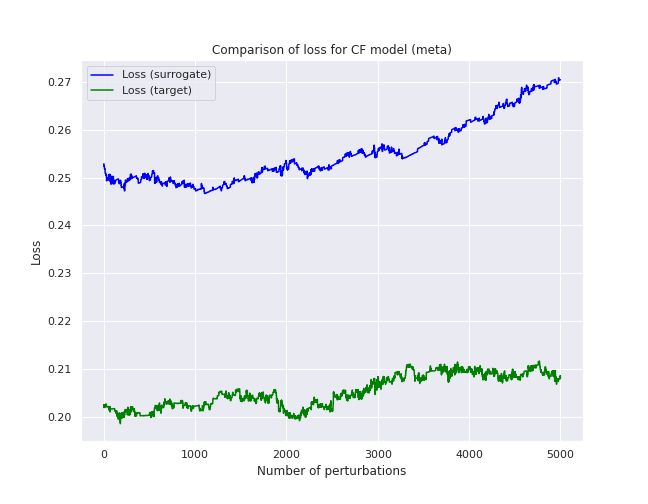 Comparison of loss for CF model (meta)
Loss (surrogate)
Loss (target)
0.27
0.26
0.25
0.24
0.23
0.22
0.21
0.20
Loss
0
1000
2000
3000
4000
5000
Number of perturbations